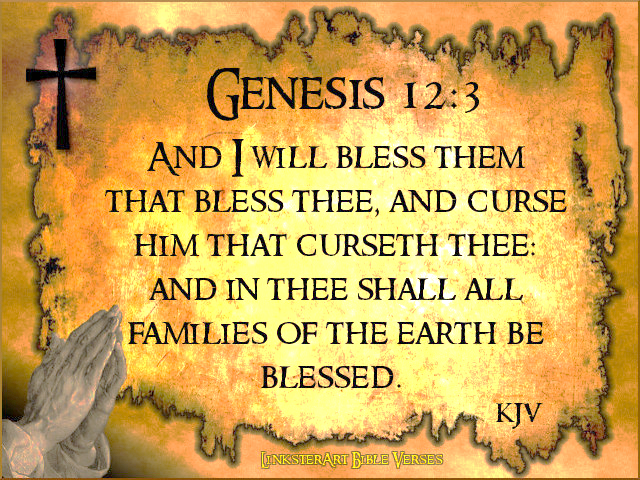 Genesis 12:3
And I will bless them
that bless thee, and curse
him that curseth thee:
and in thee shall all
families of the earth be
blessed.
KJV
LinksterArt Bible Verses